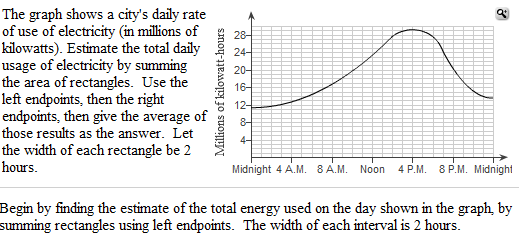 The graph shows a city's daily rate
of use of electricity (in millions of
kilowatts). Estimate the total daily
usage of electricity by summing
the area of rectangles.  Use the
left endpoints, then the right
endpoints, then give the average of
those results as the answer.  Let
the width of each rectangle be 2
hours.
Millions of kilowatt-hours
28-
24-
20-
16-
12-
8-
4-
Midnight 4 A.M. 8 A.M. Noon 4 P.M. 8 P.M. Midnight
Begin by finding the estimate of the total energy used on the day shown in the graph, by
summing rectangles using left endpoints.  The width of each interval is 2 hours.